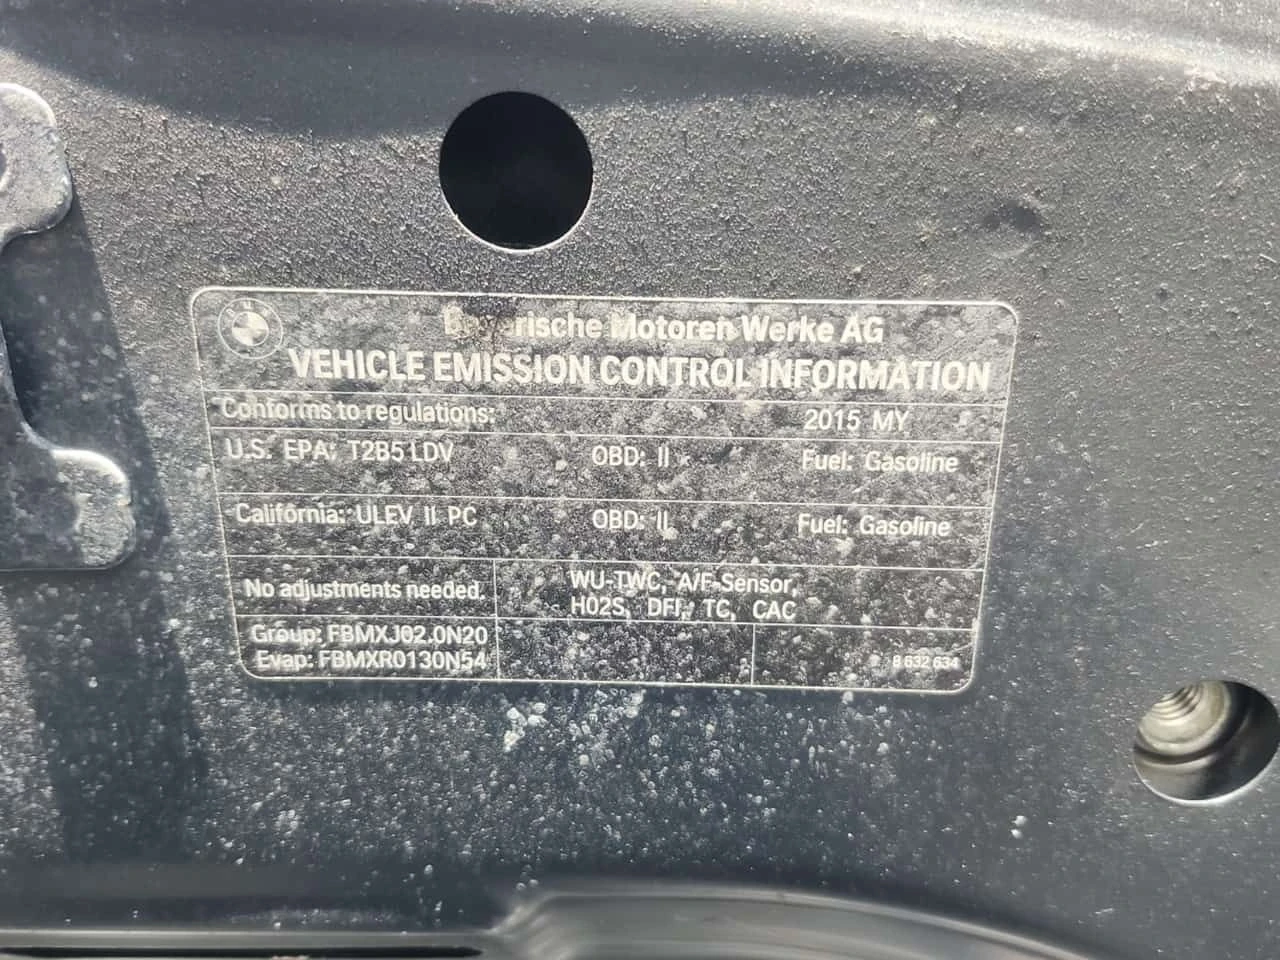 BMW
Bayerische Motoren Werke AG
VEHICLE EMISSION CONTROL INFORMATION
Conforms to regulations: 2015 MY
U.S. EPA: T2B5 LDV OBD: II Fuel: Gasoline
California: ULEV II PC OBD: II Fuel: Gasoline
No adjustments needed. WU-TWC, A/F-Sensor,
HO2S, DFI, TC, CAC
Group: FBMXJ02.0N20
Evap: FBMXR0130N54
8 632 634